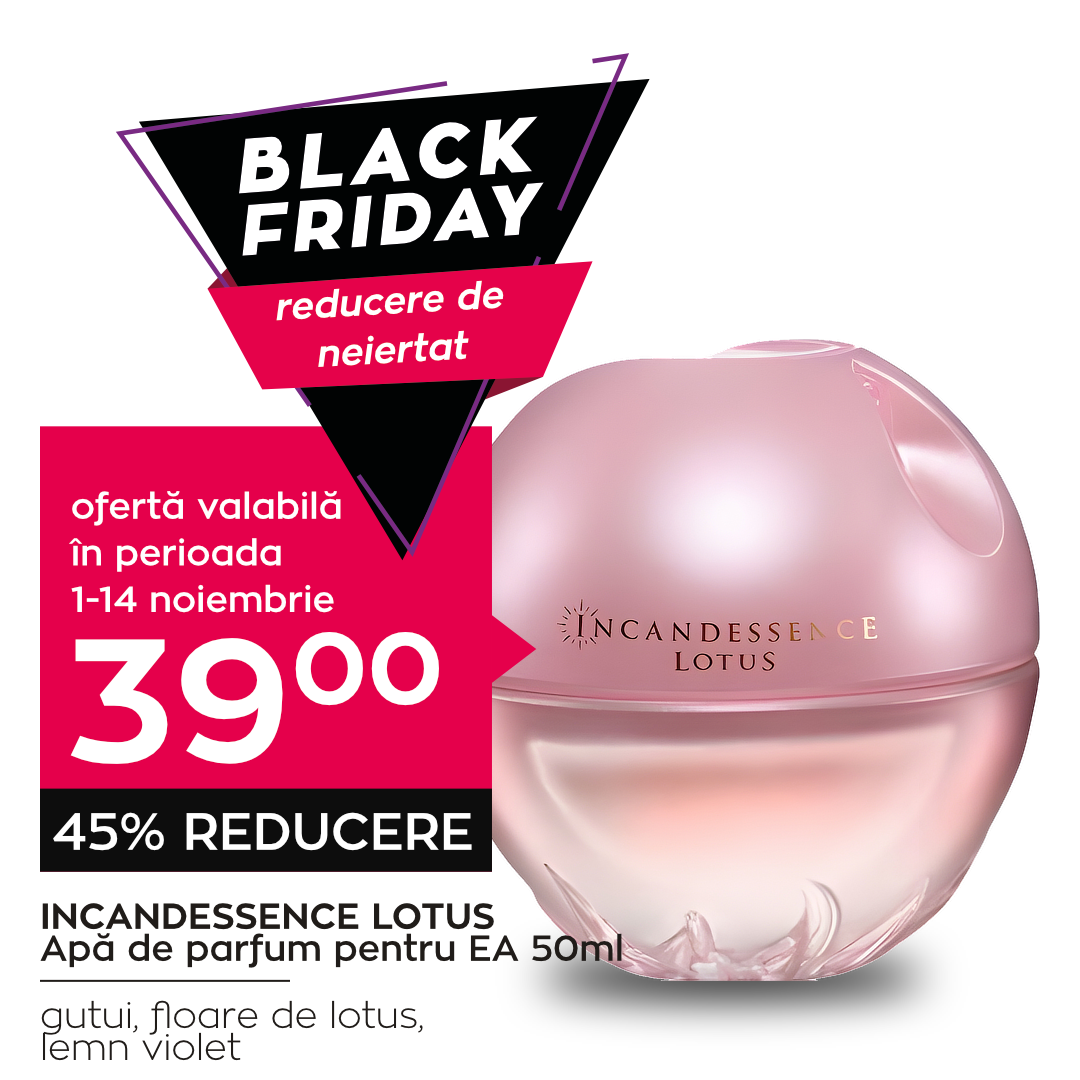 BLACK
FRIDAY
reducere de
neiertat
ofertă valabilă
în perioada
1-14 noiembrie
39⁰⁰
45% REDUCERE
INCANDESSENCE
LOTUS
INCANDESSENCE LOTUS
Apă de parfum pentru EA 50ml
gutui, floare de lotus,
lemn violet